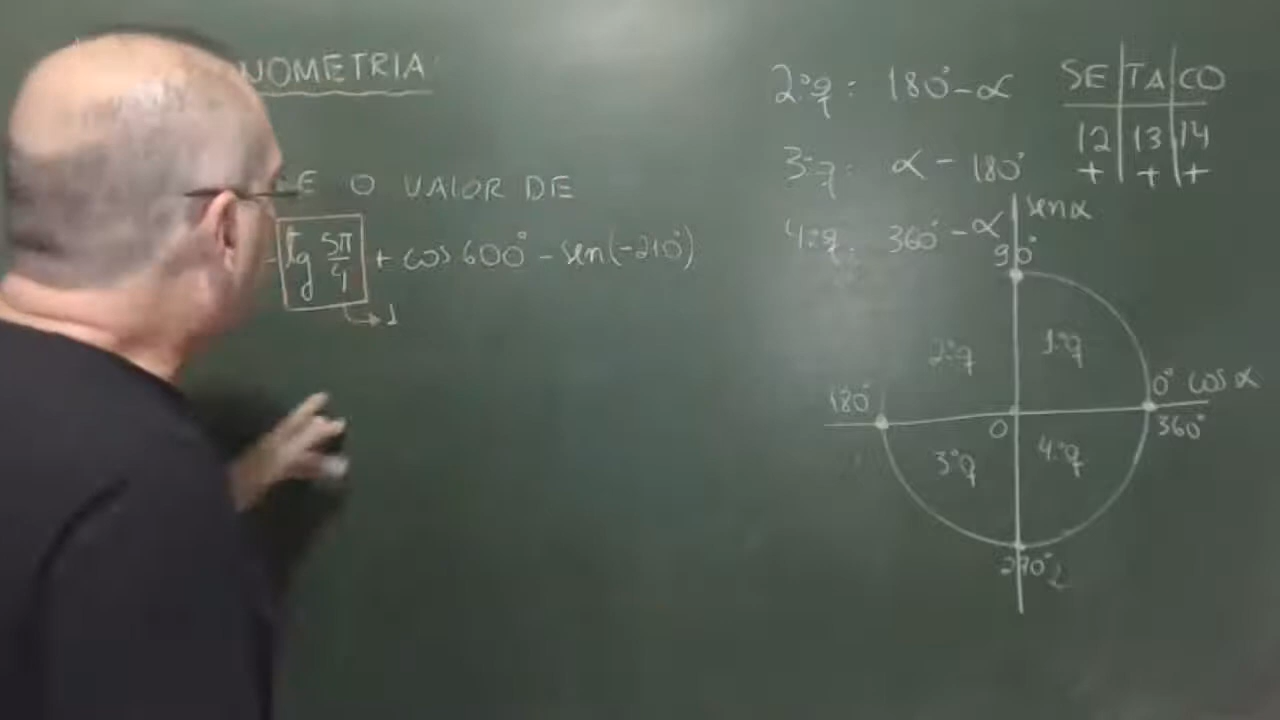 NOMETRIA
E O VALOR DE
tg 5π/4 + cos 600° - sen(-210°)
→ 1
2°q: 180° - α
3°q: α - 180°
4°q: 360° - α
SE | TA | CO
12 | 13 | 14
+ | + | +
sen α
90°
2°q 1°q
180° 0° cos α
0 360°
3°q 4°q
270°